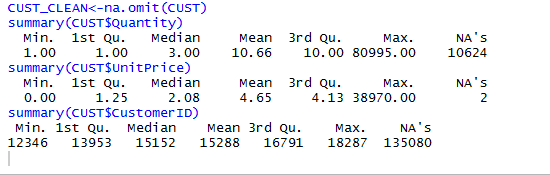 CUST_CLEAN<-na.omit(CUST)
summary(CUST$Quantity)
Min. 1st Qu. Median Mean 3rd Qu. Max. NA's
1.00 1.00 3.00 10.66 10.00 80995.00 10624
summary(CUST$UnitPrice)
Min. 1st Qu. Median Mean 3rd Qu. Max. NA's
0.00 1.25 2.08 4.65 4.13 38970.00 2
summary(CUST$CustomerID)
Min. 1st Qu. Median Mean 3rd Qu. Max. NA's
12346 13953 15152 15288 16791 18287 135080